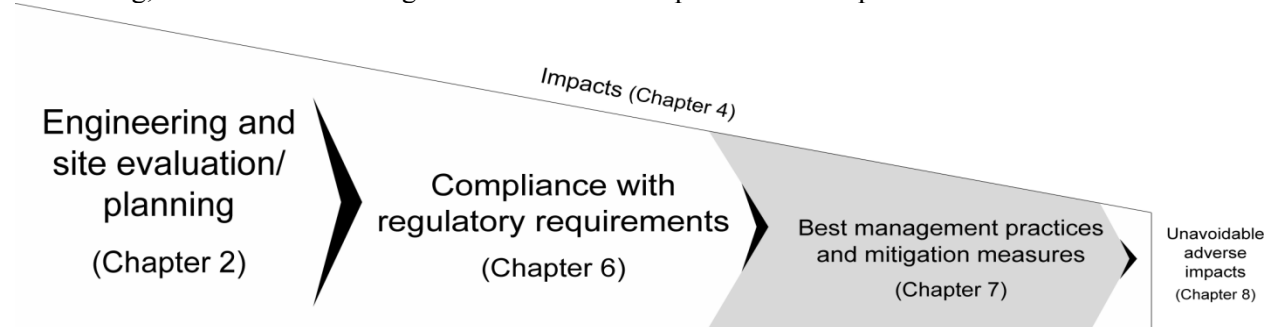 Impacts (Chapter 4)
Engineering and
site evaluation/
planning
(Chapter 2)
Compliance with
regulatory requirements
(Chapter 6)
Best management practices
and mitigation measures
(Chapter 7)
Unavoidable
adverse
impacts
(Chapter 8)